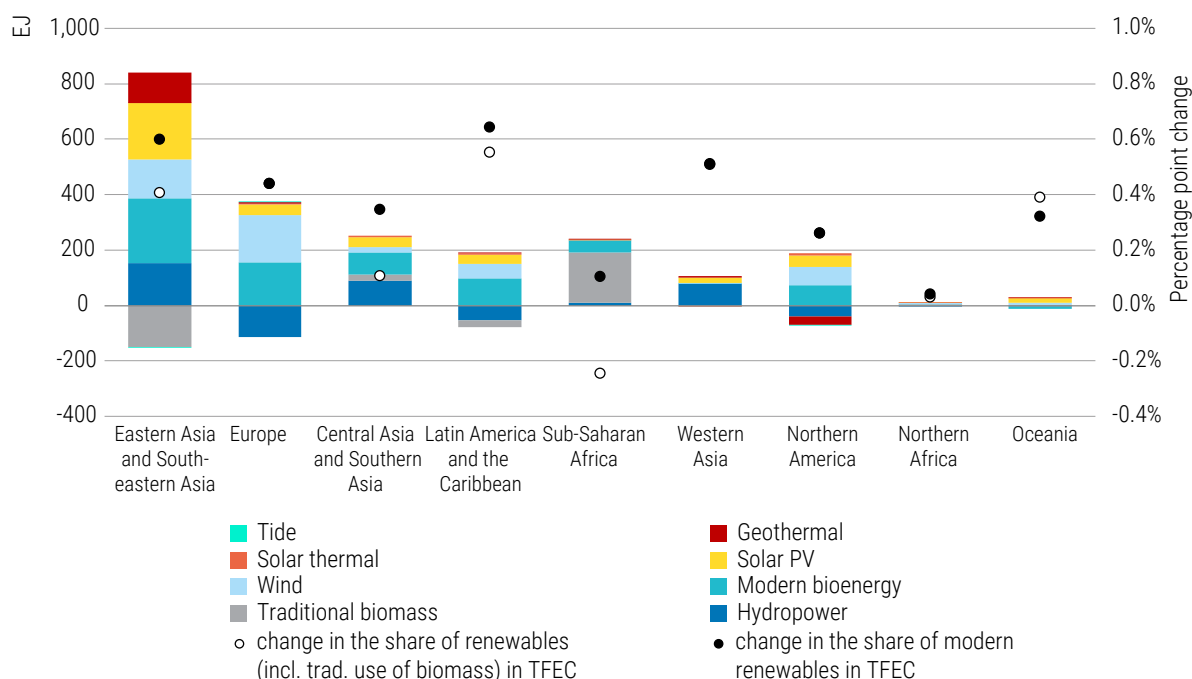 EJ
1,000
800
600
400
200
0
-200
-400
1.0%
0.8%
0.6%
0.4%
0.2%
0.0%
-0.2%
-0.4%
Percentage point change
Eastern Asia
and South-
eastern Asia
Europe
Central Asia
and Southern
Asia
Latin America
and the
Caribbean
Sub-Saharan
Africa
Western
Asia
Northern
America
Northern
Africa
Oceania
Tide
Solar thermal
Wind
Traditional biomass
change in the share of renewables
(incl. trad. use of biomass) in TFEC
Geothermal
Solar PV
Modern bioenergy
Hydropower
change in the share of modern
renewables in TFEC